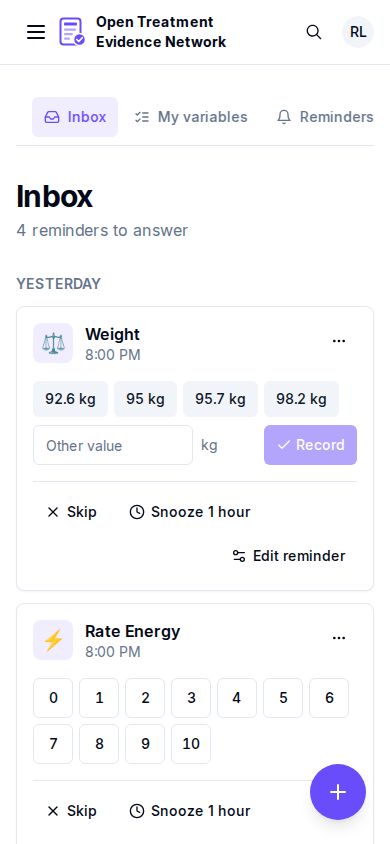 Open Treatment
Evidence Network
RL
Inbox
My variables
Reminders
Inbox
4 reminders to answer
YESTERDAY
Weight
8:00 PM
92.6 kg
95 kg
95.7 kg
98.2 kg
Other value
kg
Record
Skip
Snooze 1 hour
Edit reminder
Rate Energy
8:00 PM
0
1
2
3
4
5
6
7
8
9
10
Skip
Snooze 1 hour